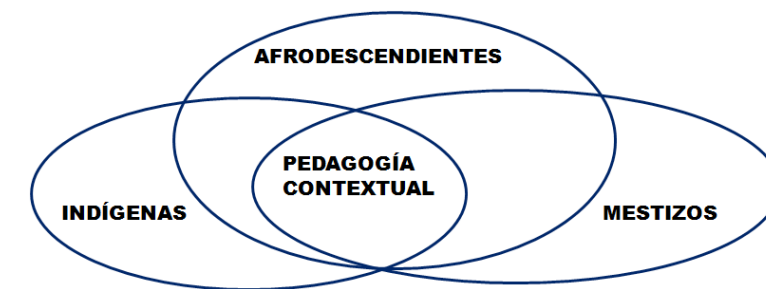 AFRODESCENDIENTES
PEDAGOGÍA
CONTEXTUAL
INDÍGENAS
MESTIZOS